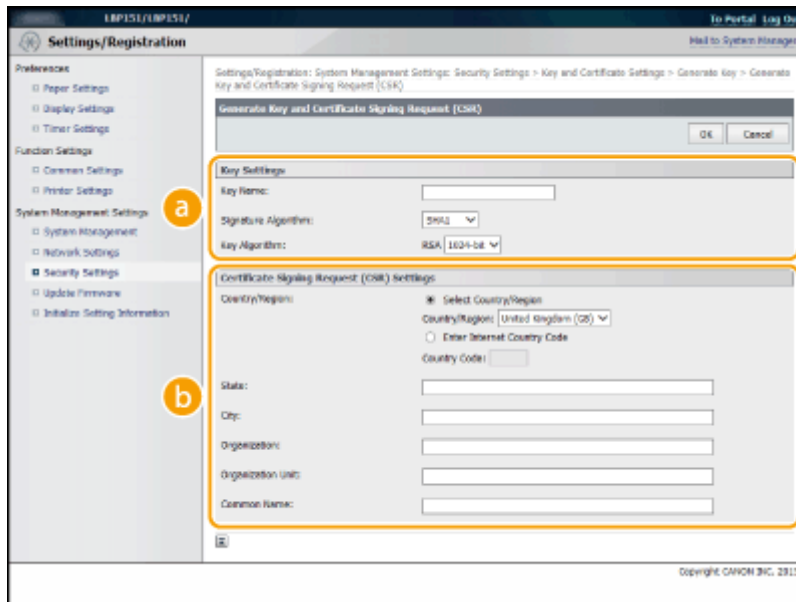 LBP151/LBP151/
To Portal Log Ou
Settings/Registration
Mail to System Manager
Preferences
Paper Settings
Display Settings
Timer Settings
Function Settings
Common Settings
Printer Settings
System Management Settings
System Management
Network Settings
Security Settings
Update Firmware
Initialize Setting Information
Settings/Registration: System Management Settings: Security Settings > Key and Certificate Settings > Generate Key > Generate
Key and Certificate Signing Request (CSR)
Generate Key and Certificate Signing Request (CSR)
OK Cancel
a
Key Settings
Key Name:
Signature Algorithm: SHA1
Key Algorithm: RSA 1024-bit
b
Certificate Signing Request (CSR) Settings
Country/Region: Select Country/Region
Country/Region: United Kingdom (GB)
Enter Internet Country Code
Country Code:
State:
City:
Organization:
Organization Unit:
Common Name:
Copyright CANON INC. 201